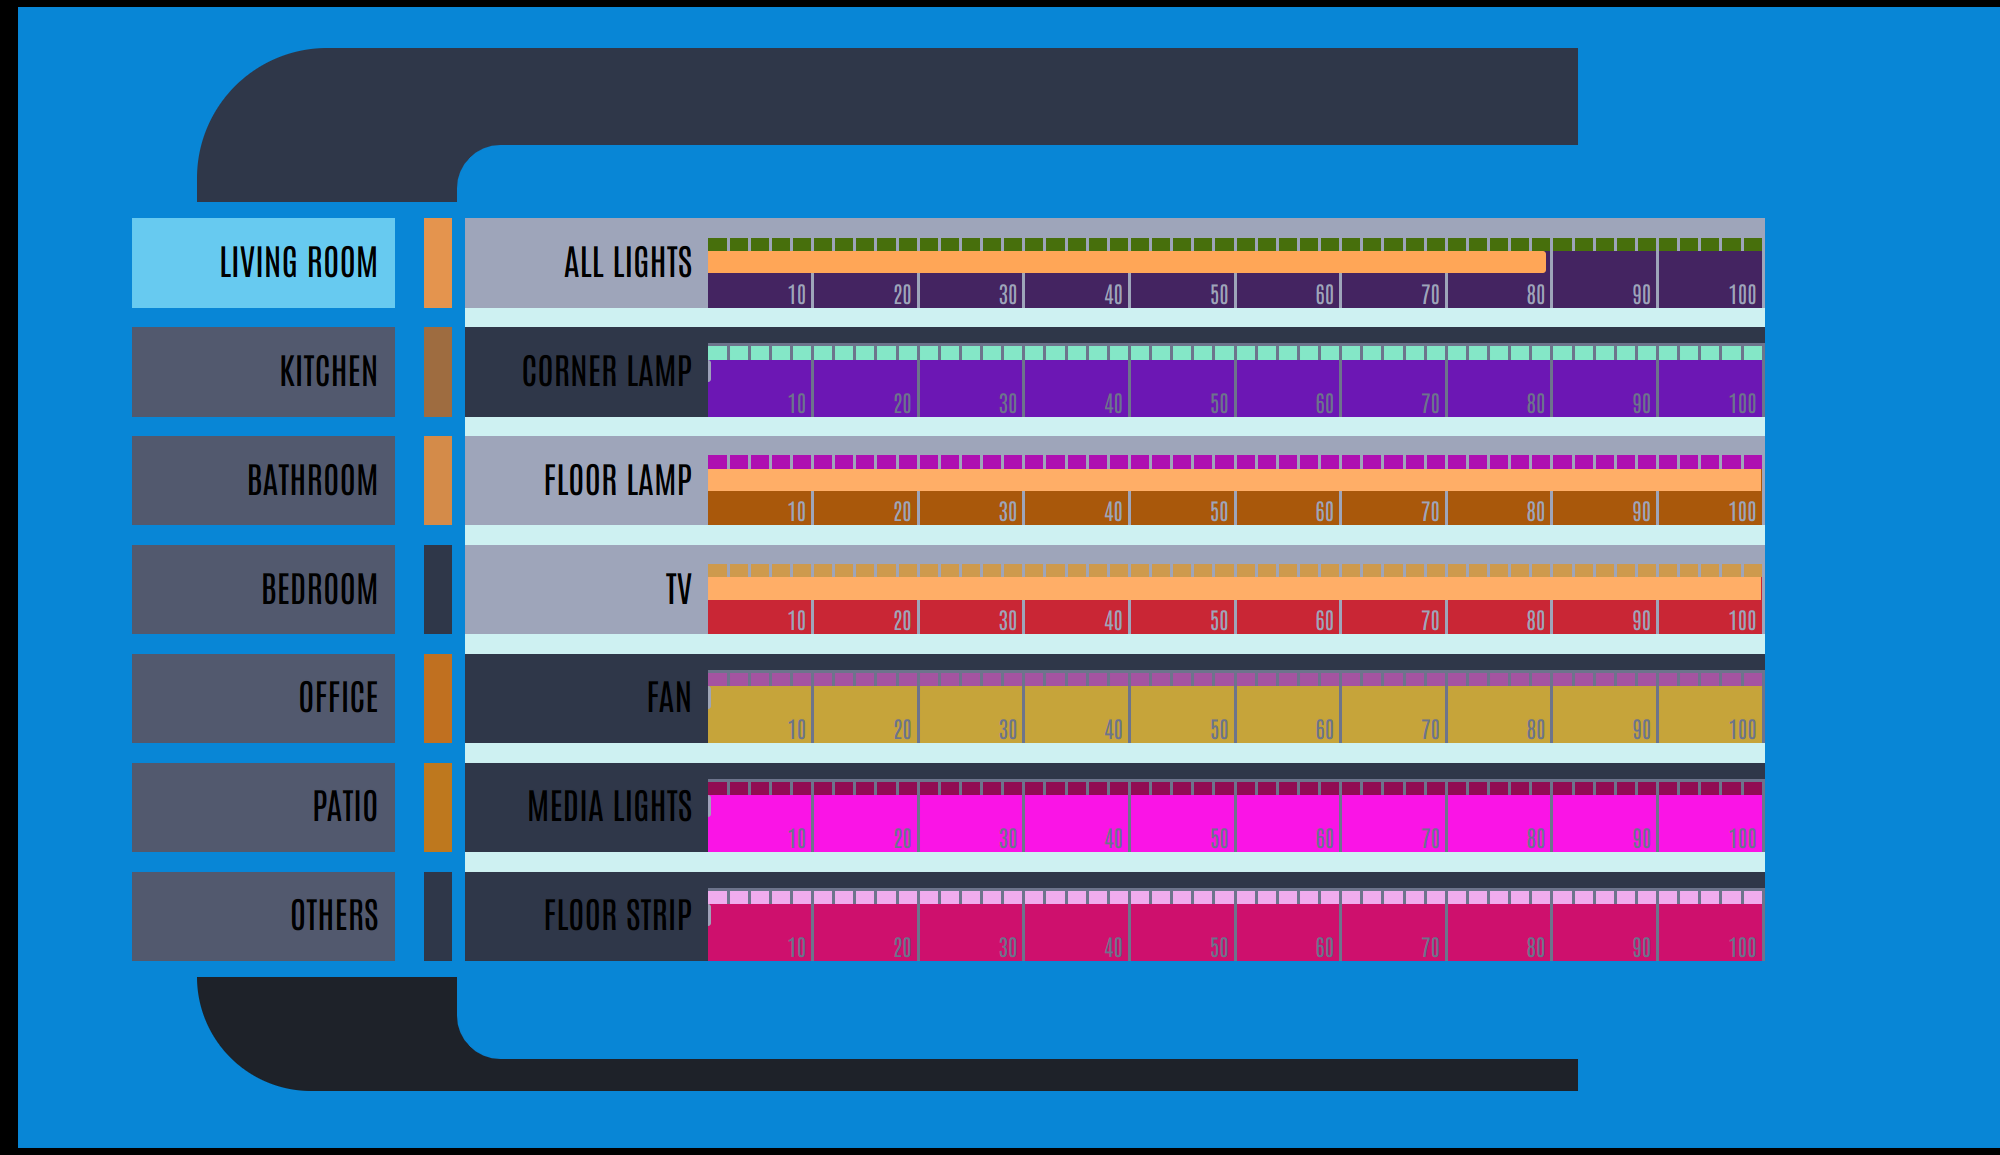 LIVING ROOM
ALL LIGHTS
10 20 30 40 50 60 70 80 90 100
KITCHEN
CORNER LAMP
10 20 30 40 50 60 70 80 90 100
BATHROOM
FLOOR LAMP
10 20 30 40 50 60 70 80 90 100
BEDROOM
TV
10 20 30 40 50 60 70 80 90 100
OFFICE
FAN
10 20 30 40 50 60 70 80 90 100
PATIO
MEDIA LIGHTS
10 20 30 40 50 60 70 80 90 100
OTHERS
FLOOR STRIP
10 20 30 40 50 60 70 80 90 100